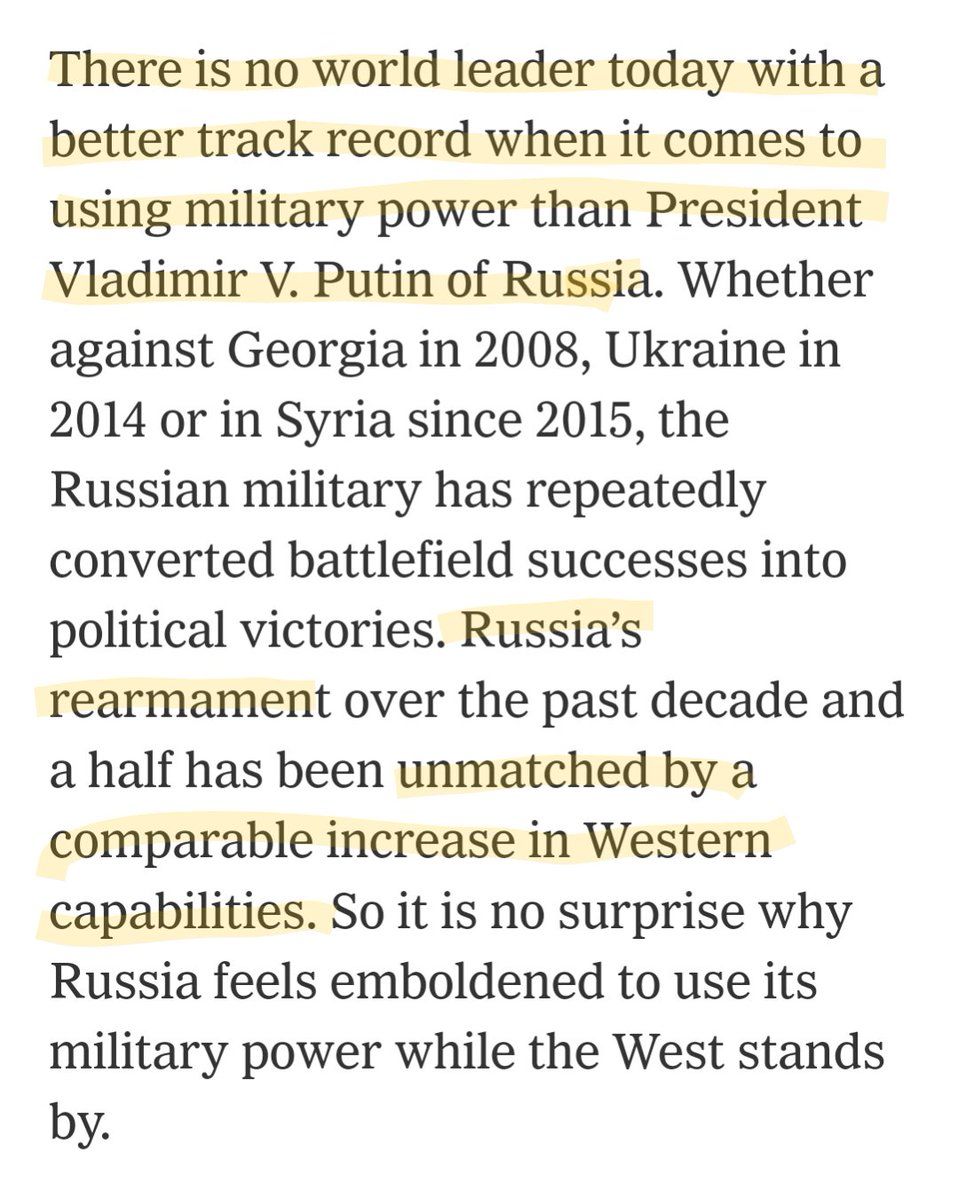 There is no world leader today with a
better track record when it comes to
using military power than President
Vladimir V. Putin of Russia. Whether
against Georgia in 2008, Ukraine in
2014 or in Syria since 2015, the
Russian military has repeatedly
converted battlefield successes into
political victories. Russia’s
rearmament over the past decade and
a half has been unmatched by a
comparable increase in Western
capabilities. So it is no surprise why
Russia feels emboldened to use its
military power while the West stands
by.